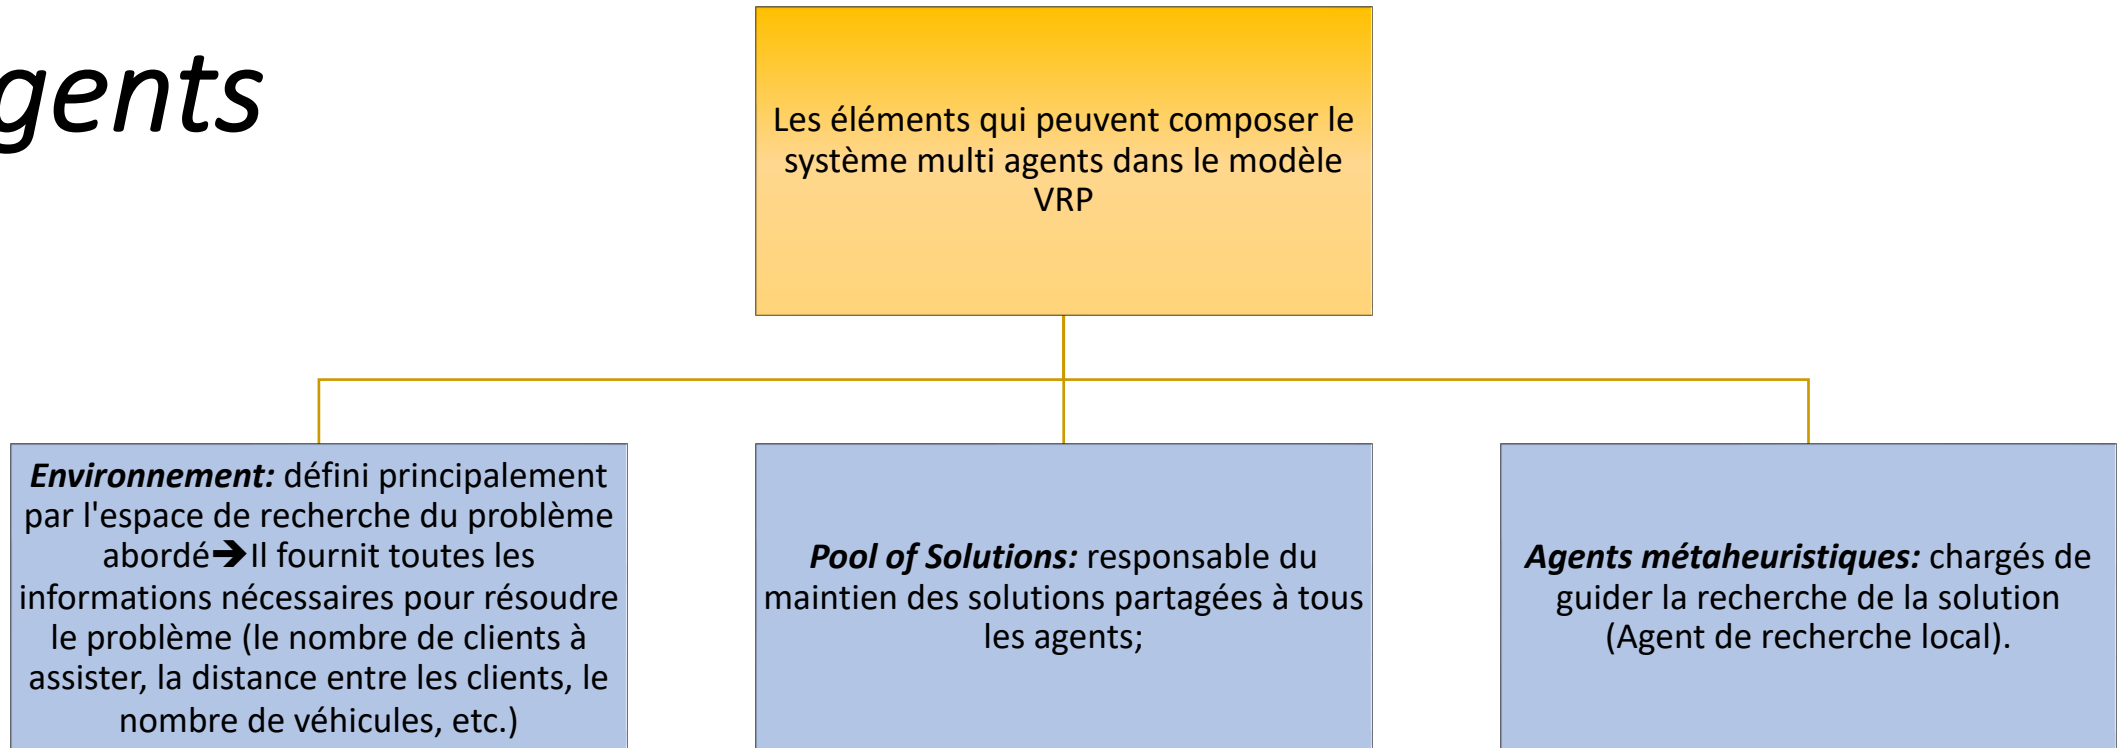 gents
Les éléments qui peuvent composer le
système multi agents dans le modèle
VRP
Environnement: défini principalement
par l'espace de recherche du problème
abordé➔Il fournit toutes les
informations nécessaires pour résoudre
le problème (le nombre de clients à
assister, la distance entre les clients, le
nombre de véhicules, etc.)
Pool of Solutions: responsable du
maintien des solutions partagées à tous
les agents;
Agents métaheuristiques: chargés de
guider la recherche de la solution
(Agent de recherche local).